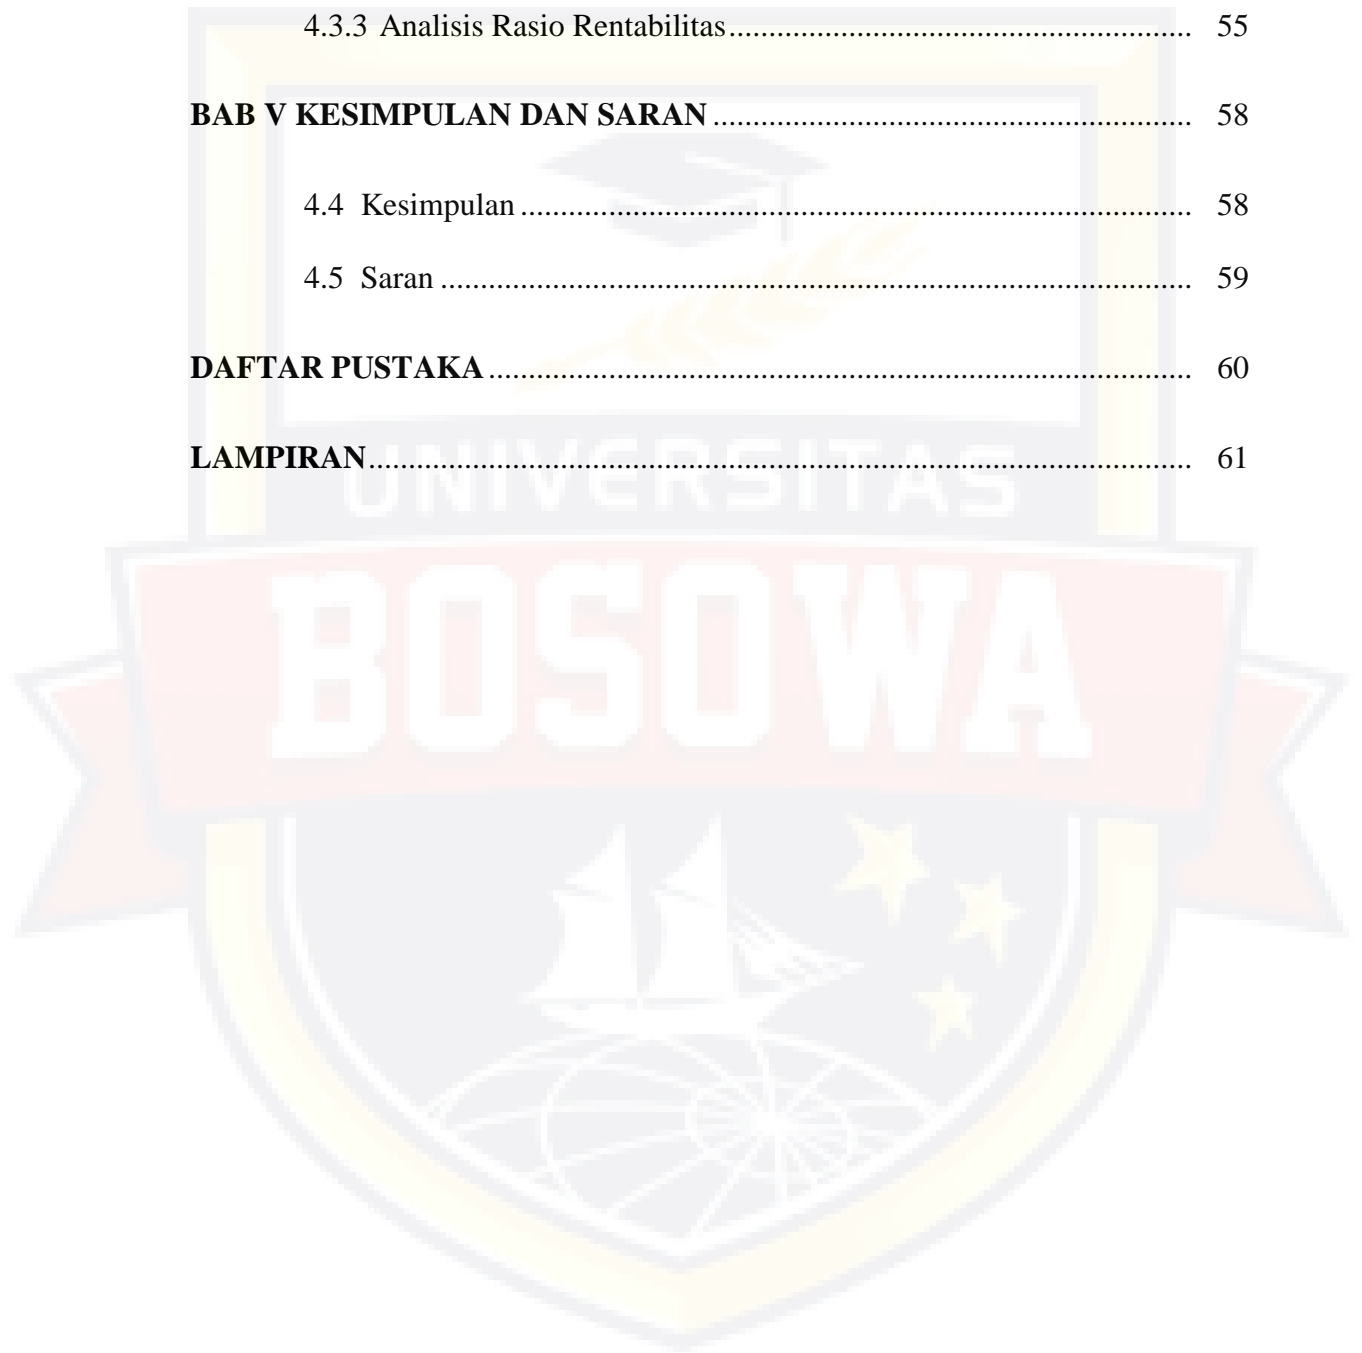 4.3.3 Analisis Rasio Rentabilitas.......................................................... 55
BAB V KESIMPULAN DAN SARAN............................................................ 58
4.4 Kesimpulan.................................................................................... 58
4.5 Saran.............................................................................................. 59
DAFTAR PUSTAKA........................................................................................ 60
LAMPIRAN....................................................................................................... 61
UNIVERSITAS
BOSOWA